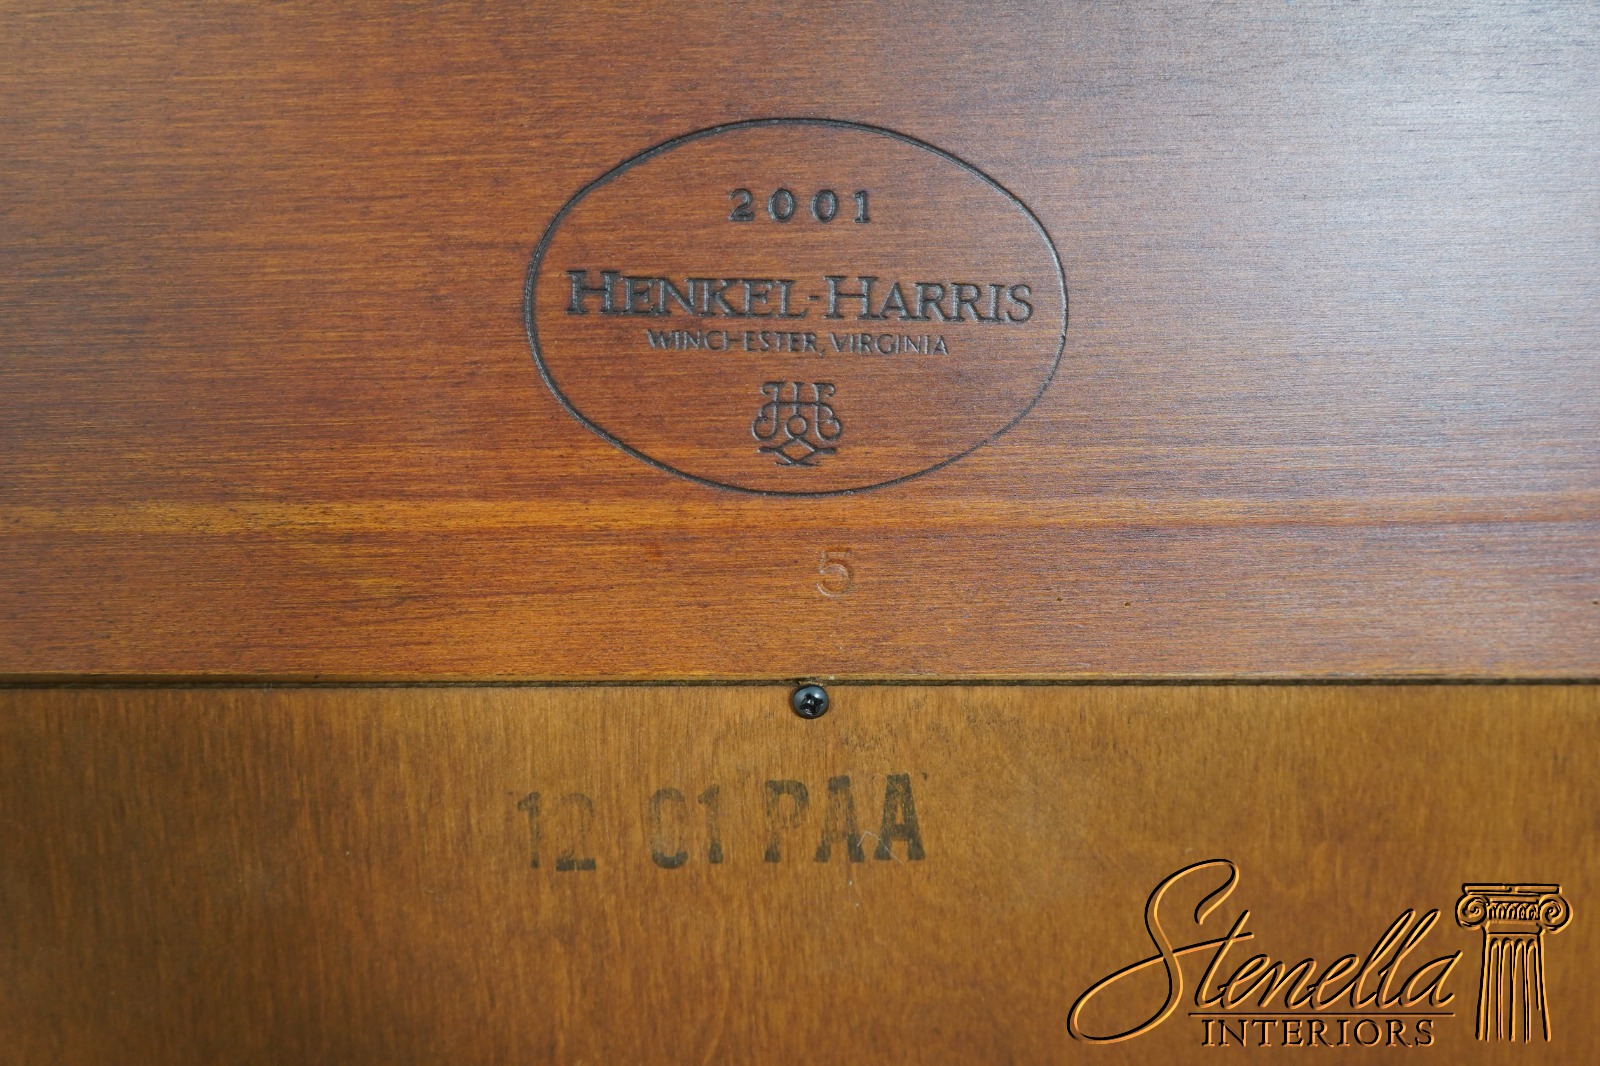 2001
HENKEL-HARRIS
WINCHESTER, VIRGINIA
5
12 01 PAA
Stenella
INTERIORS